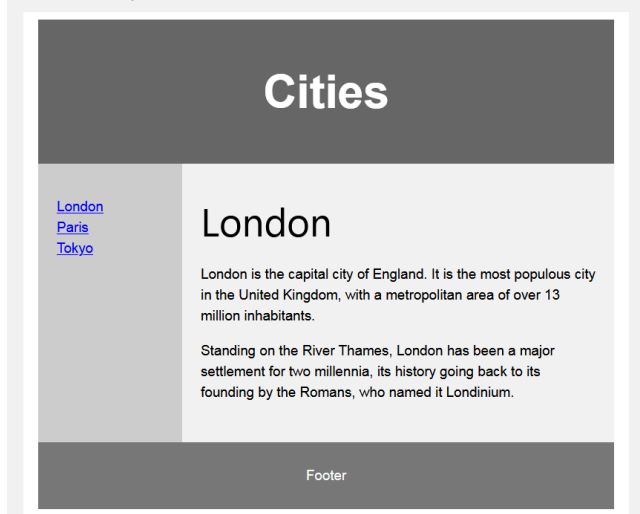 Cities
London
Paris
Tokyo
London
London is the capital city of England. It is the most populous city
in the United Kingdom, with a metropolitan area of over 13
million inhabitants.
Standing on the River Thames, London has been a major
settlement for two millennia, its history going back to its
founding by the Romans, who named it Londinium.
Footer